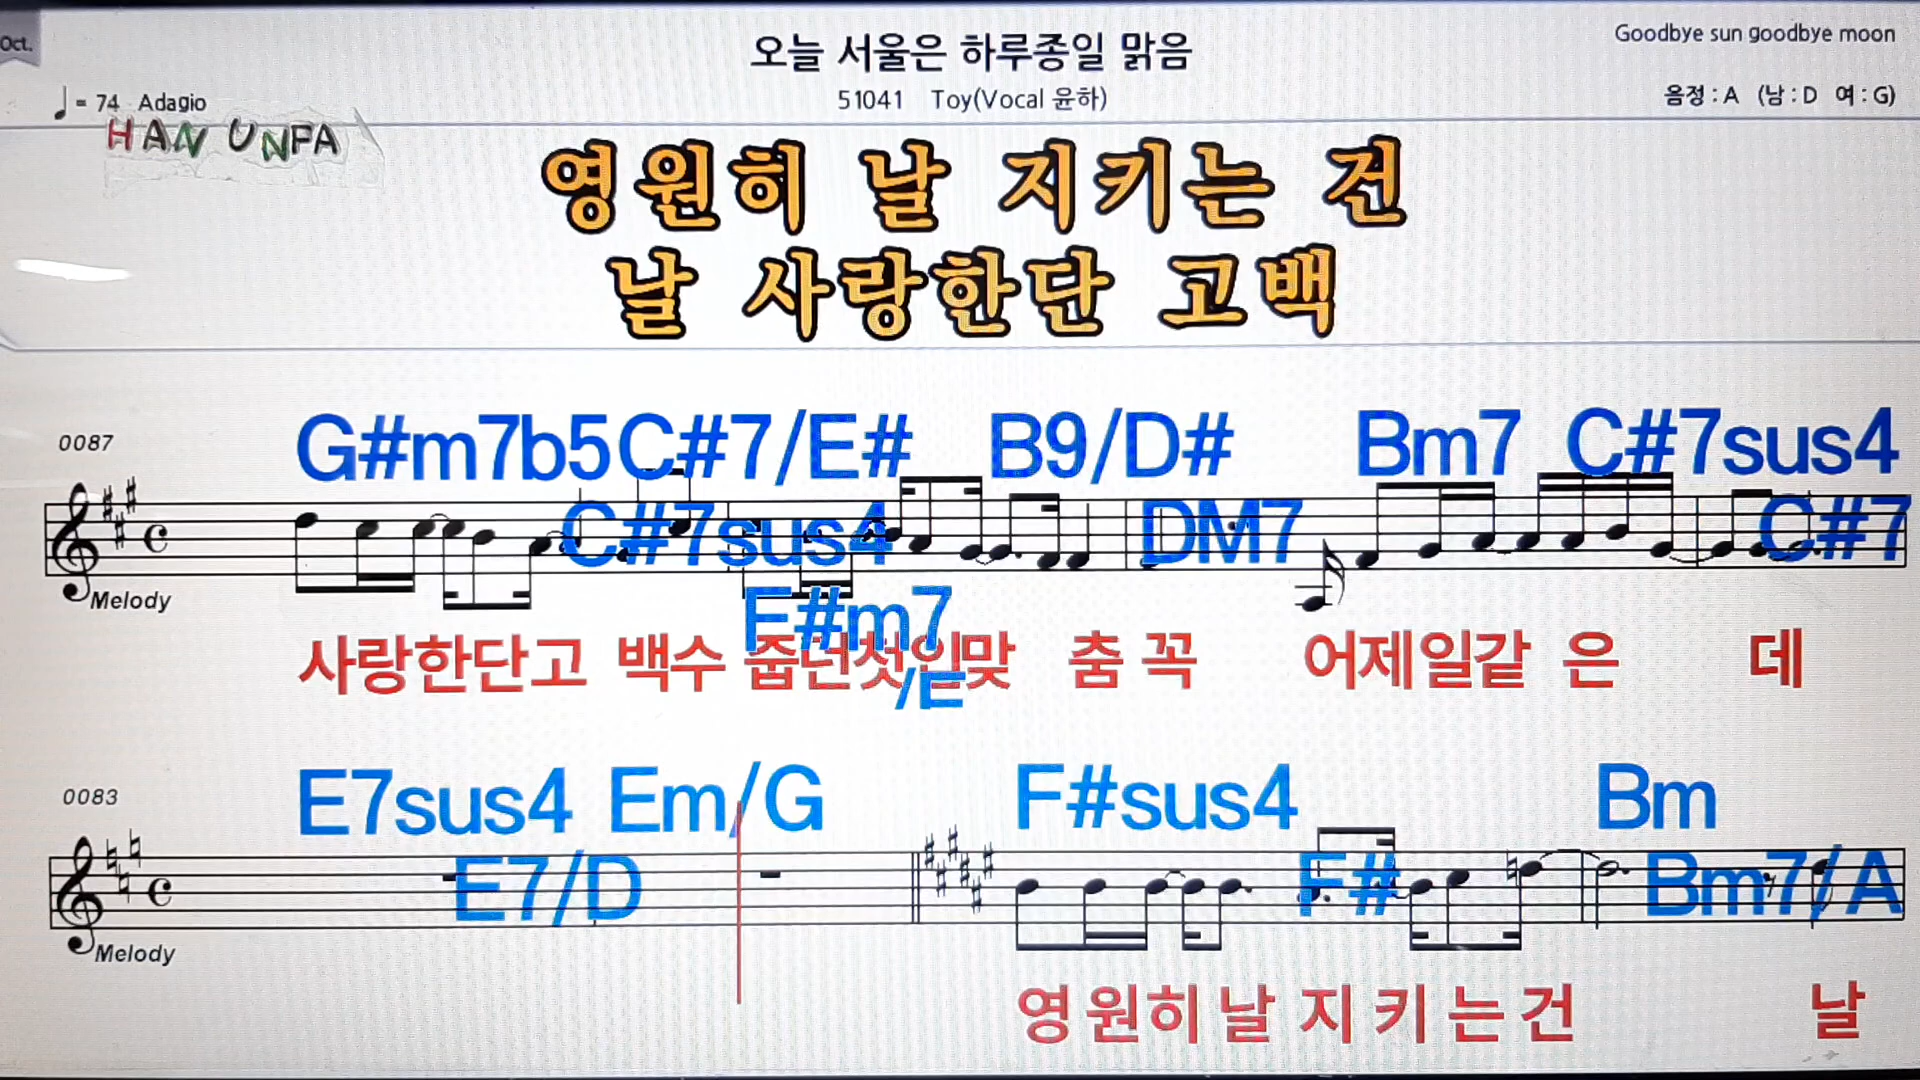 Oct.
오늘 서울은 하루종일 맑음
Goodbye sun goodbye moon
♩= 74 Adagio
51041 Toy(Vocal 윤하)
음정 : A (남 : D 여 : G)
HAN UNPA
영원히 날 지키는 건
날 사랑한단 고백
0087
G#m7b5 C#7/E# B9/D# Bm7 C#7sus4
C#7sus4 DM7 C#7
Melody
F#m7
사랑한단고 백수 줍던첫입맞 춤 꼭 어제일같 은 데
/E
0083
E7sus4 Em/G F#sus4 Bm
E7/D F# Bm7/A
Melody
영원히날 지키는건 날